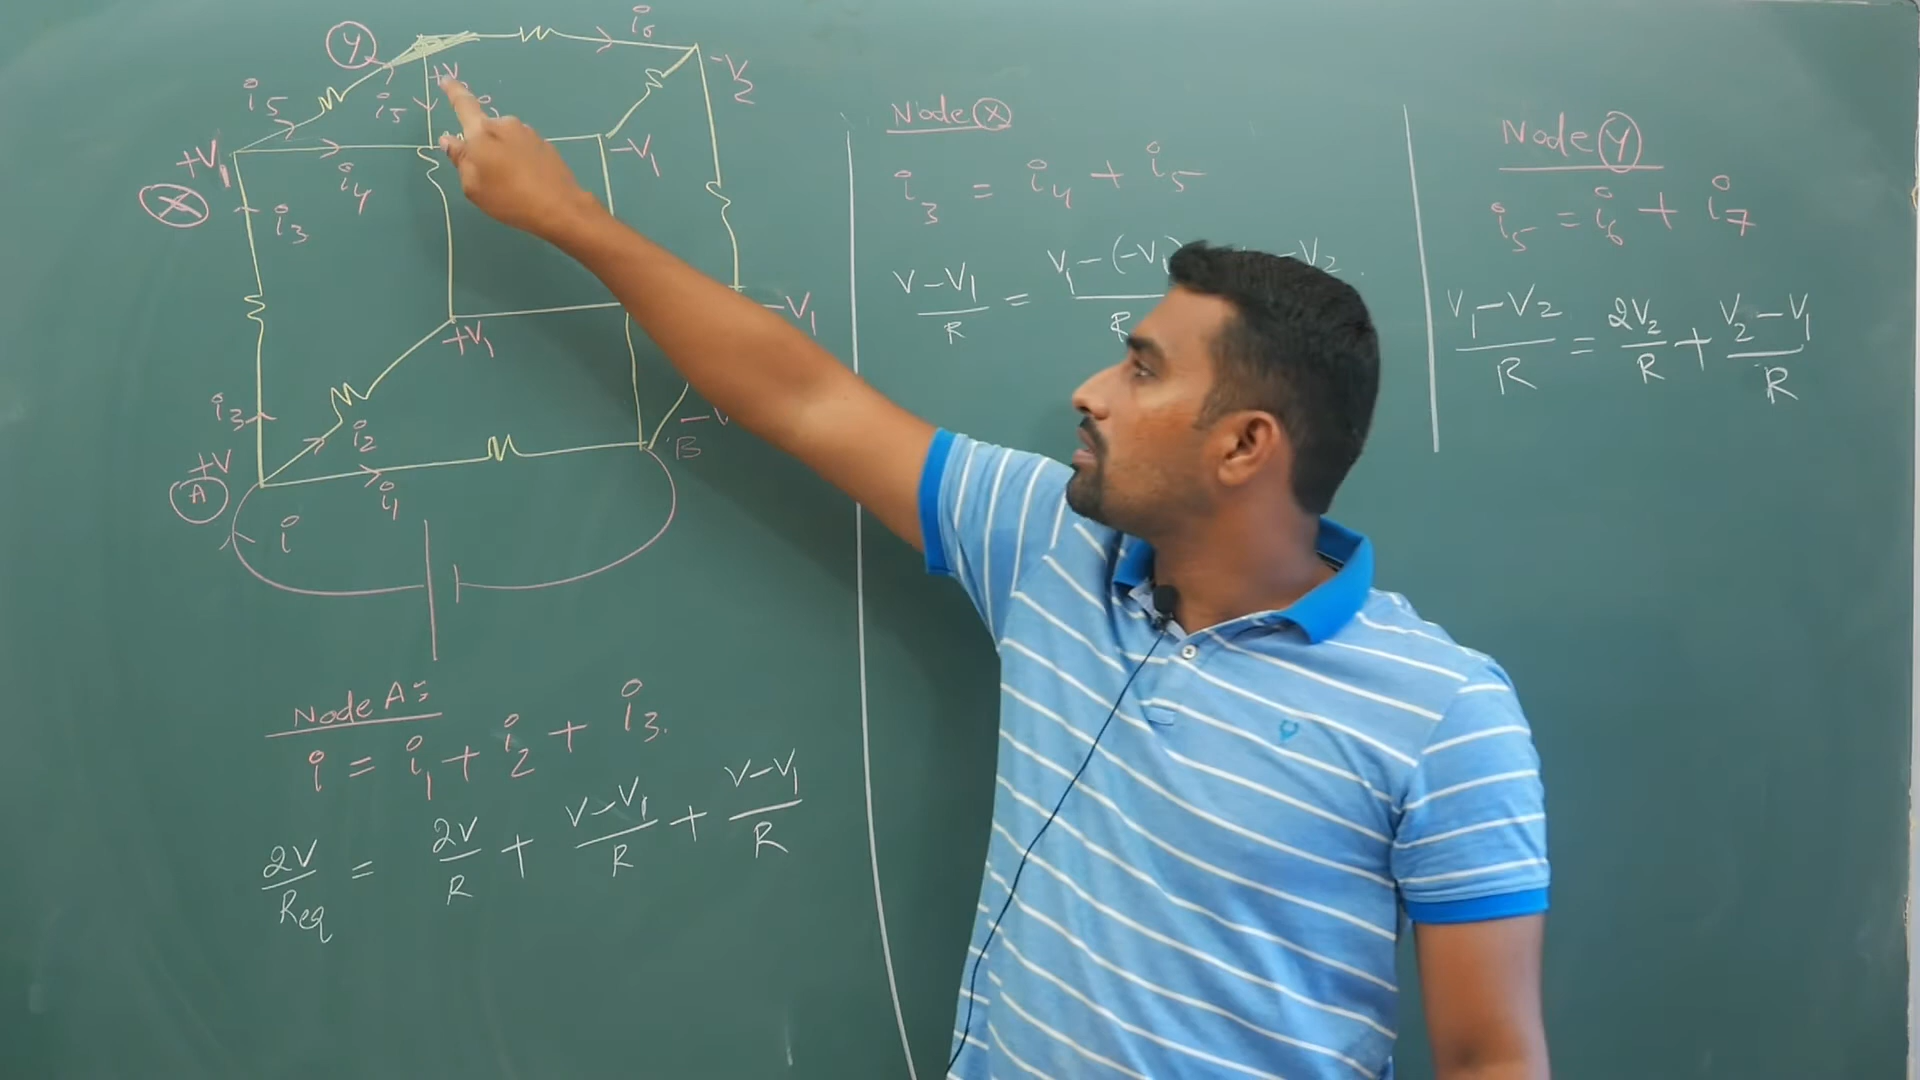 Y
i6
+V2
-V2
i5
i5
+V1
i4
-V1
X
i3
+V1
-V1
i3
i2
+V
A
i1
B
i
Node A:
i = i1 + i2 + i3.
2V/Req = 2V/R + V-V1/R + V-V1/R
Node X
i3 = i4 + i5
V-V1/R = V1-(-V1)
R
-V2
Node Y
i5 = i6 + i7
V1-V2/R = 2V2/R + V2-V1/R